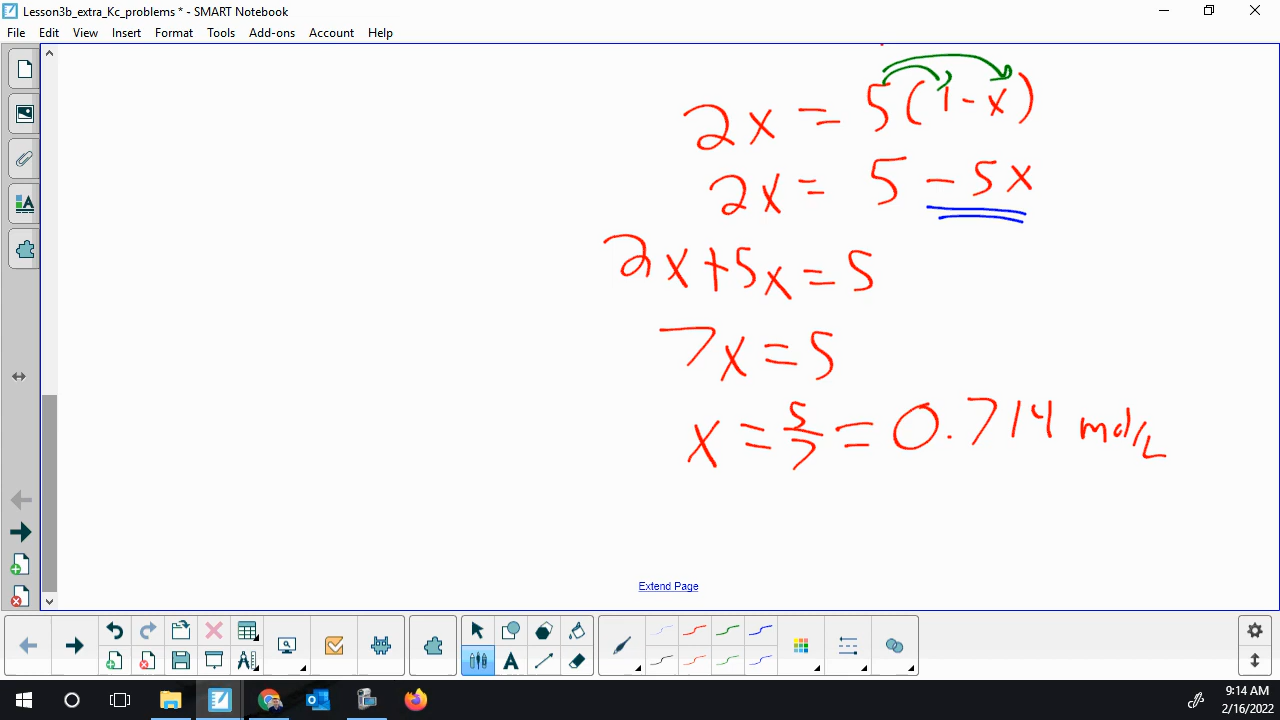 Lesson3b_extra_Kc_problems * - SMART Notebook
File Edit View Insert Format Tools Add-ons Account Help
2x = 5(1-x)
2x = 5 - 5x
2x+5x=5
7x=5
x = 5/7 = 0.714 mol/L
Extend Page
9:14 AM
2/16/2022